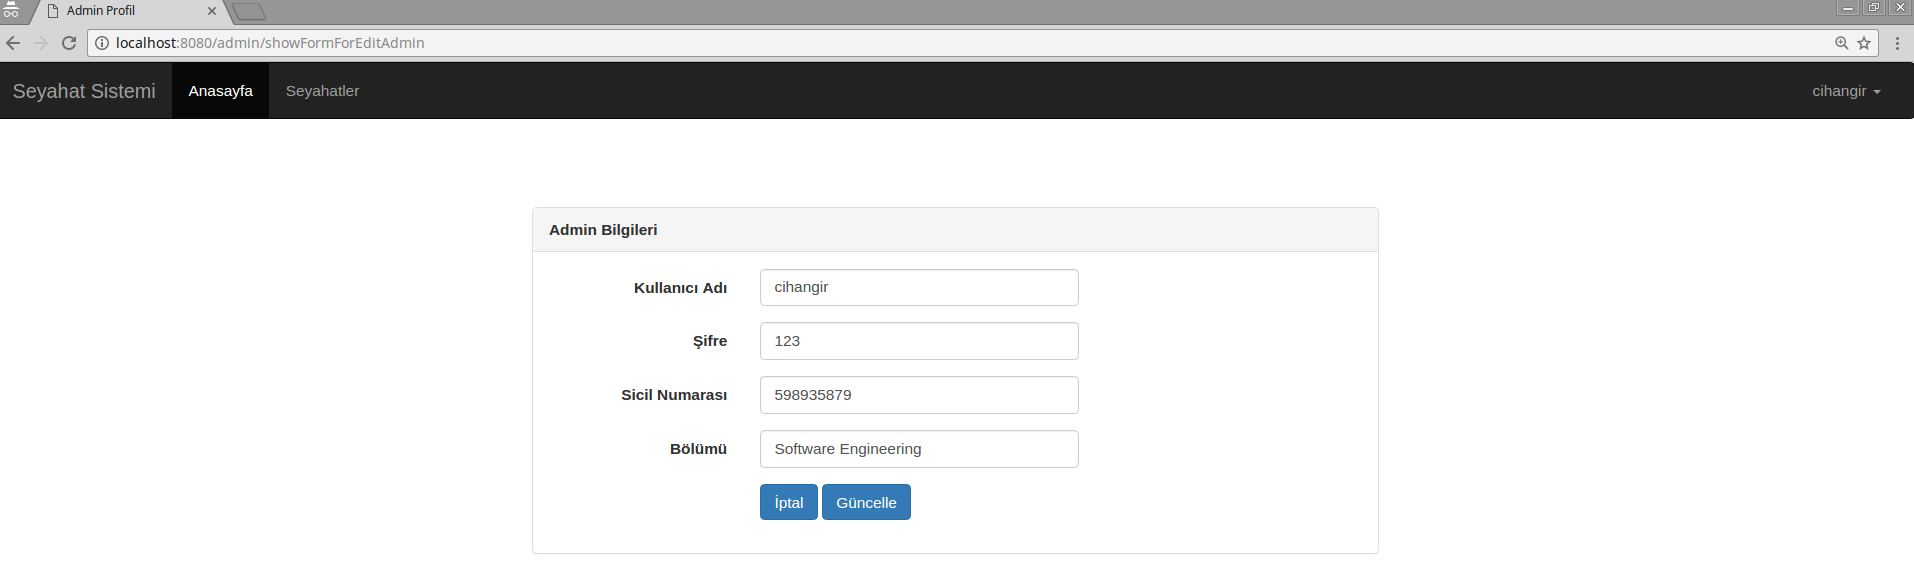 Admin Profil
localhost:8080/admin/showFormForEditAdmin
Seyahat Sistemi Anasayfa Seyahatler cihangir
Admin Bilgileri
Kullanıcı Adı cihangir
Şifre 123
Sicil Numarası 598935879
Bölümü Software Engineering
İptal Güncelle